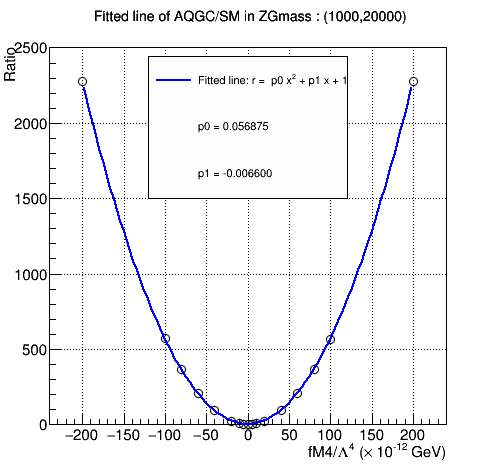 Fitted line of AQGC/SM in ZGmass : (1000,20000)
Ratio
2500
2000
1500
1000
500
0
Fitted line: r = p0 x² + p1 x + 1
p0 = 0.056875
p1 = -0.006600
−200 −150 −100 −50 0 50 100 150 200
fM4/Λ⁴ (× 10⁻¹² GeV)